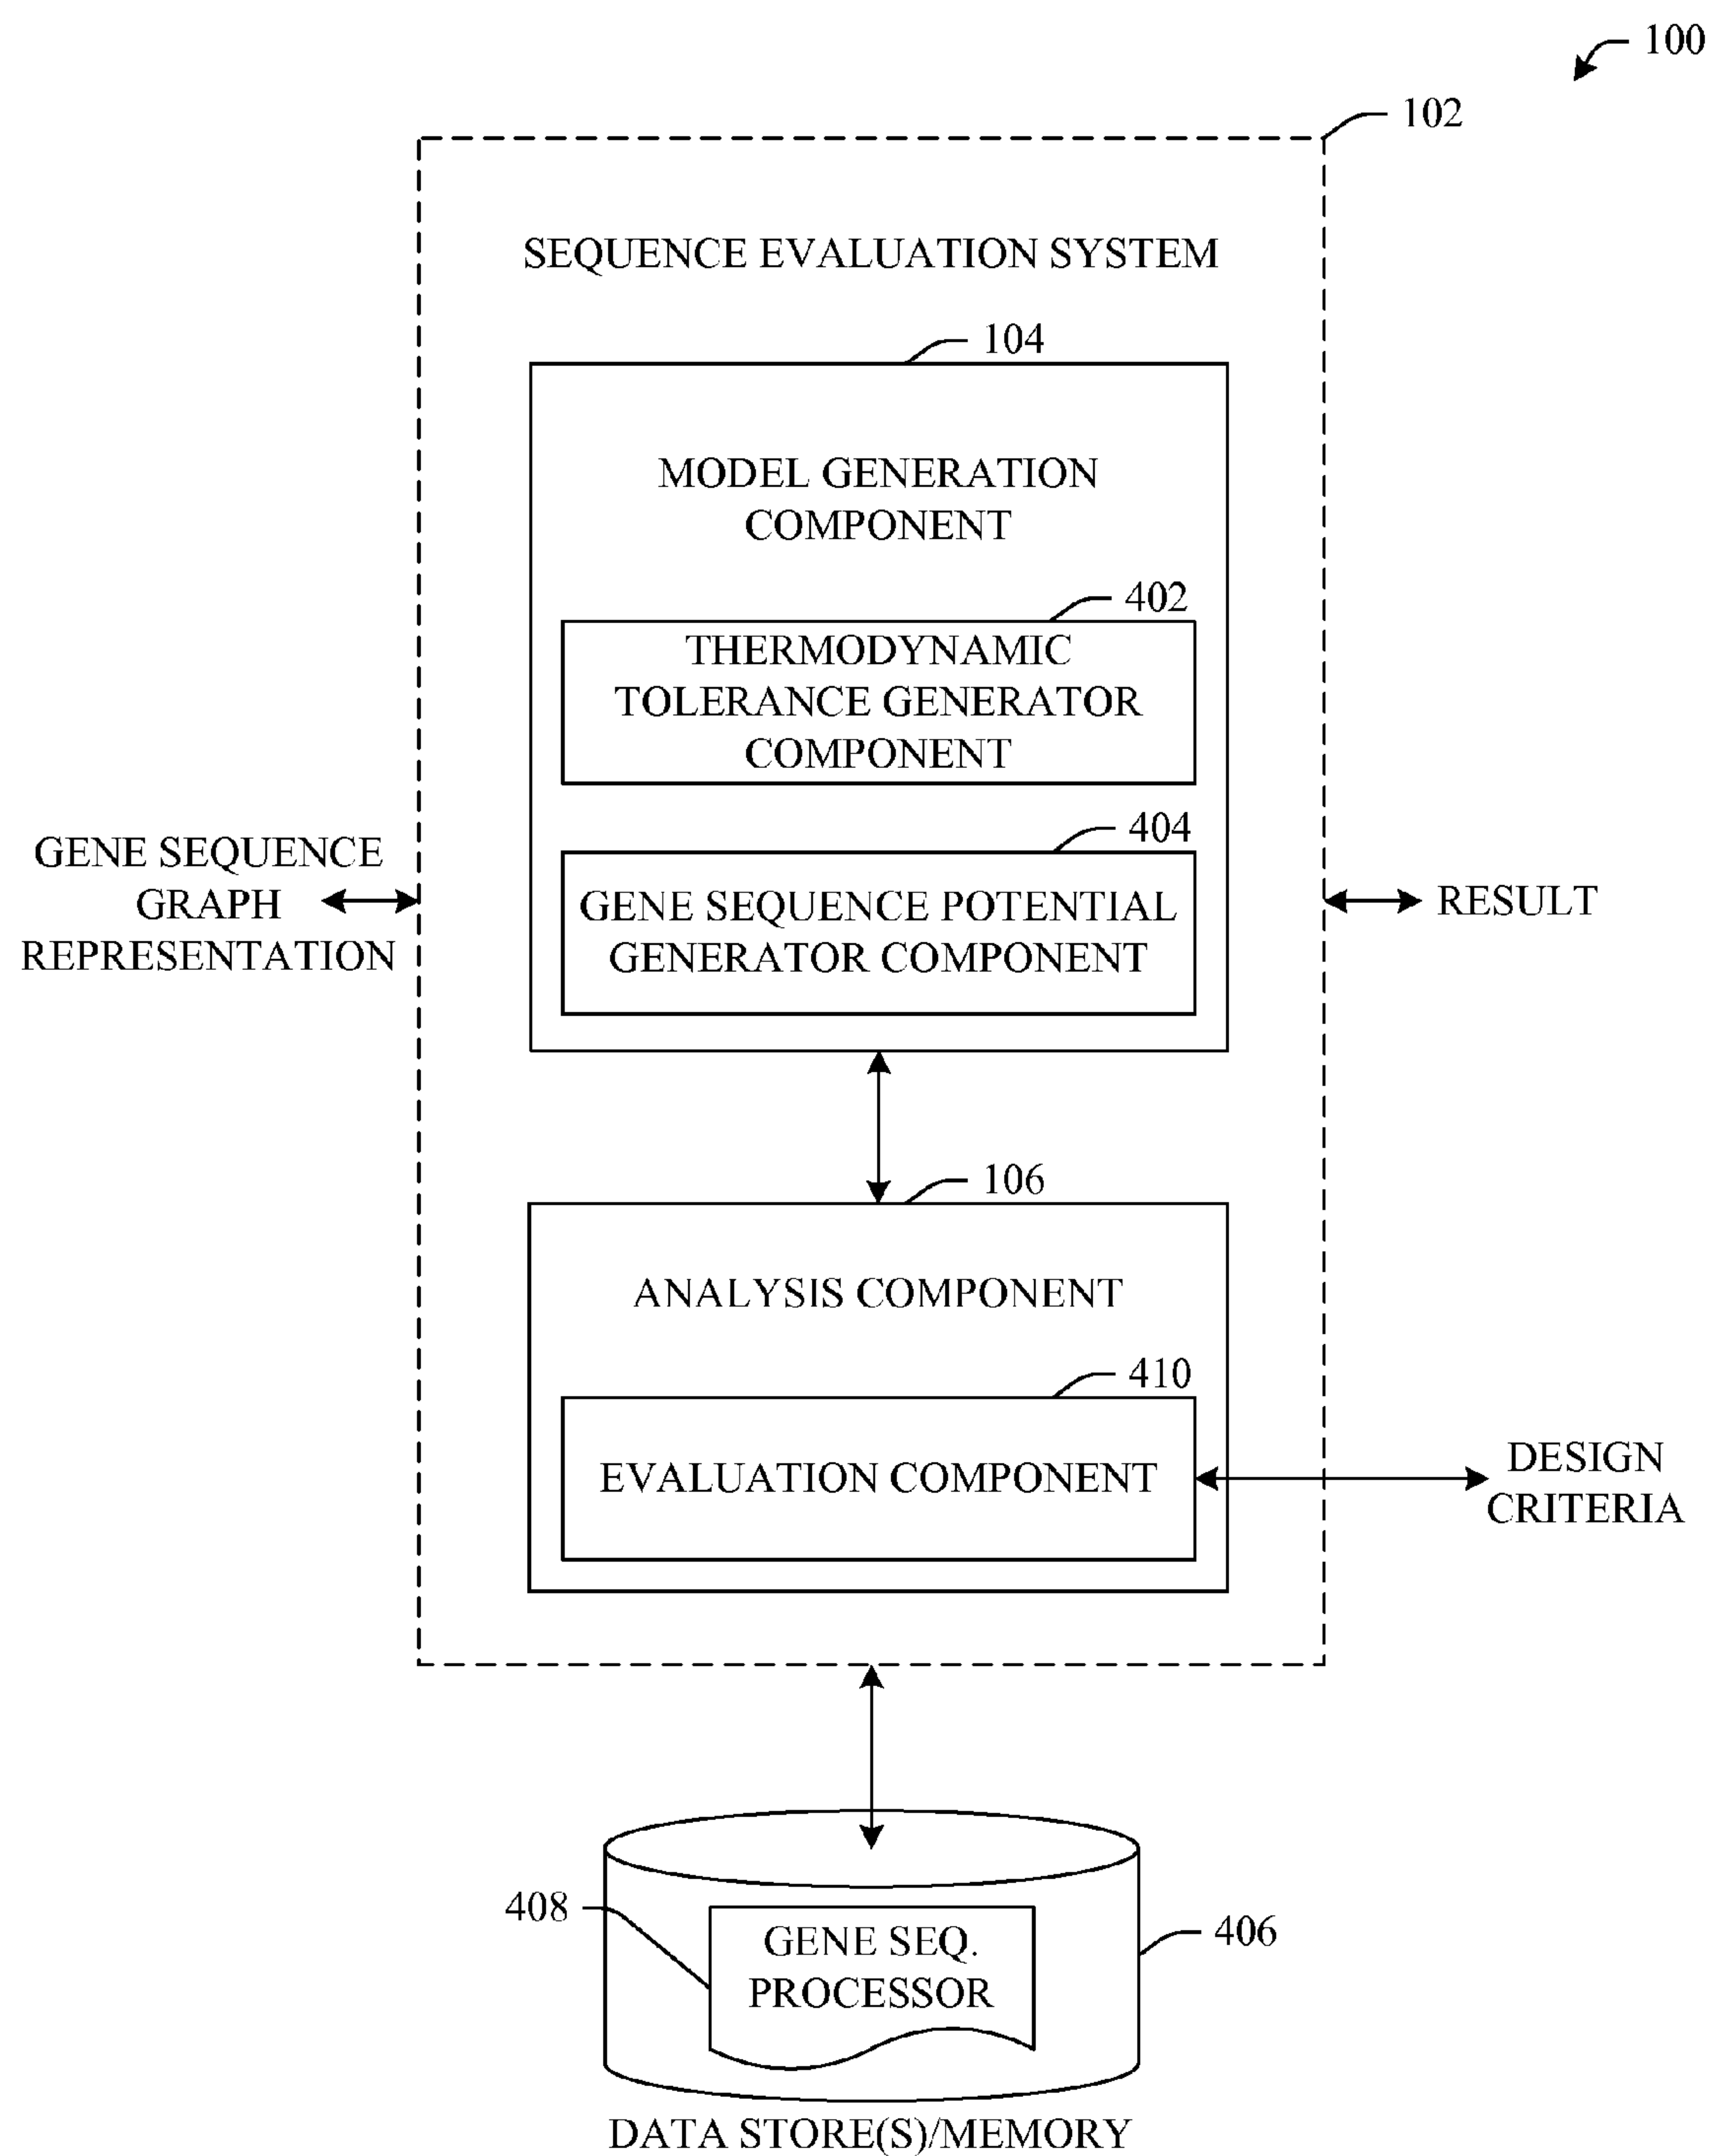 100
102
SEQUENCE EVALUATION SYSTEM
104
MODEL GENERATION
COMPONENT
402
THERMODYNAMIC
TOLERANCE GENERATOR
COMPONENT
404
GENE SEQUENCE POTENTIAL
GENERATOR COMPONENT
GENE SEQUENCE
GRAPH
REPRESENTATION
RESULT
106
ANALYSIS COMPONENT
410
EVALUATION COMPONENT
DESIGN
CRITERIA
408
GENE SEQ.
PROCESSOR
406
DATA STORE(S)/MEMORY